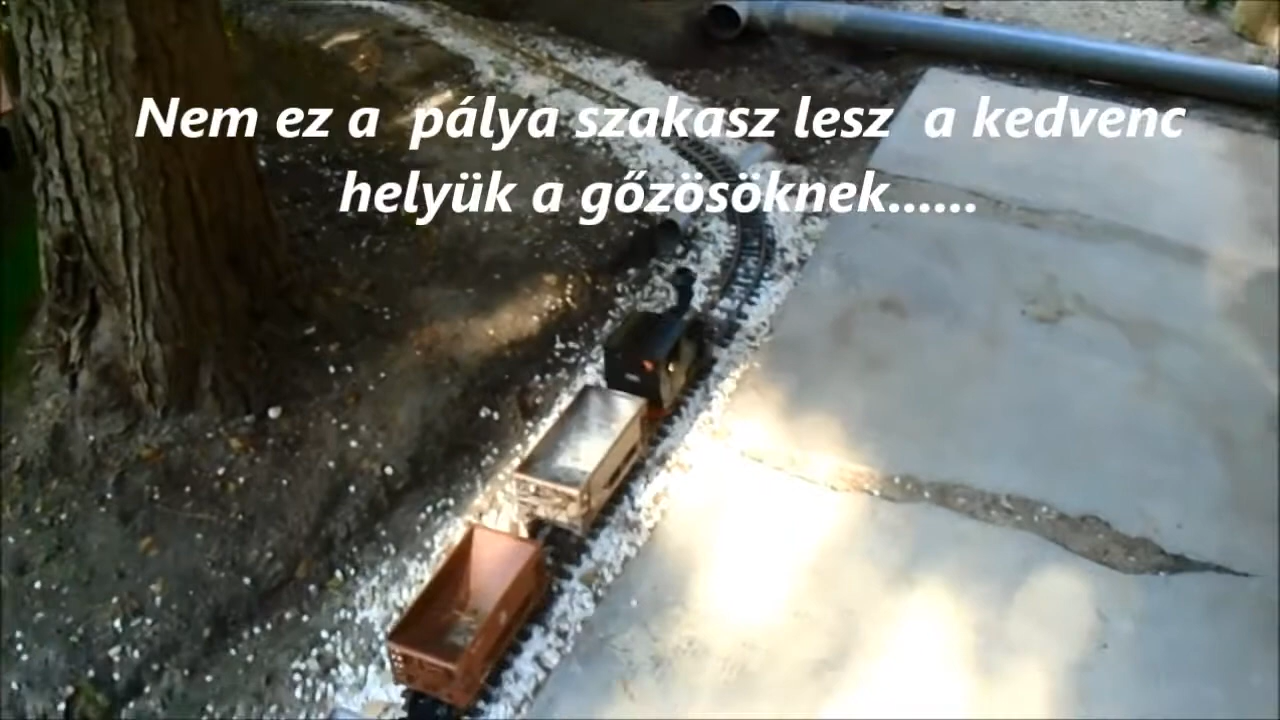 Nem ez a pálya szakasz lesz a kedvenc
helyük a gőzösöknek......